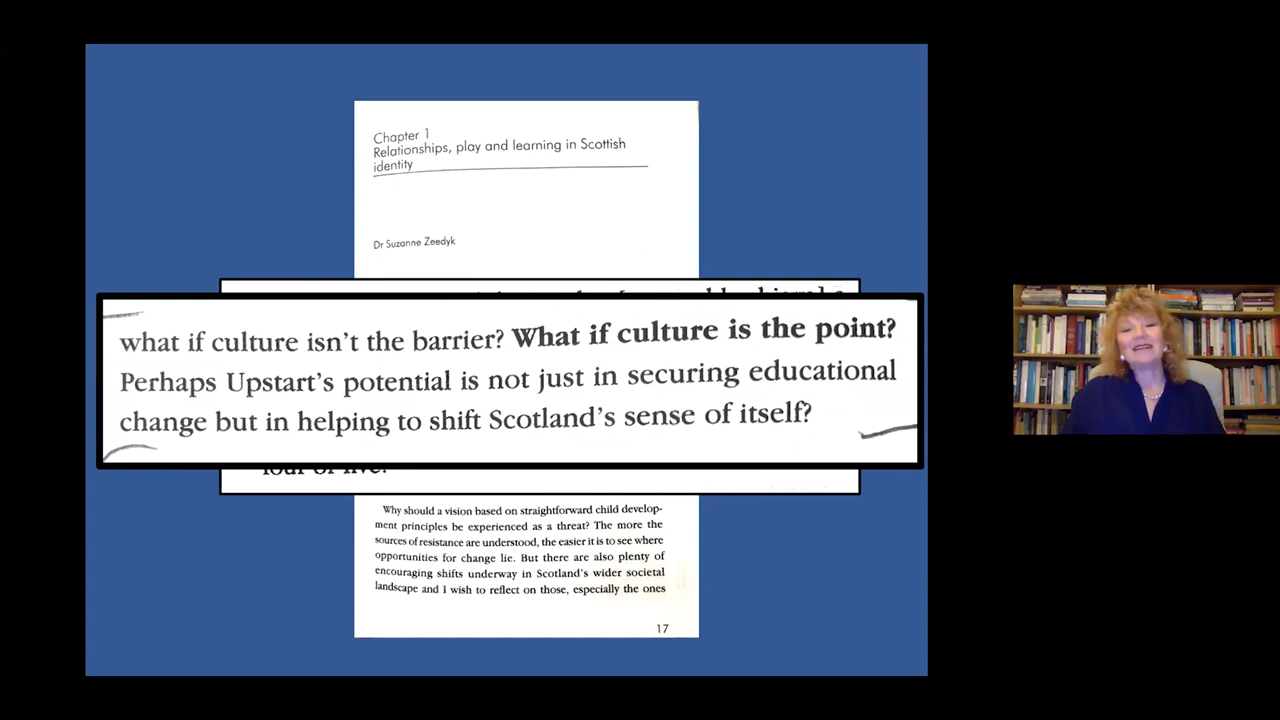 Chapter 1
Relationships, play and learning in Scottish
identity
Dr Suzanne Zeedyk
what if culture isn't the barrier? What if culture is the point?
Perhaps Upstart's potential is not just in securing educational
change but in helping to shift Scotland's sense of itself?
four or five.
Why should a vision based on straightforward child develop-
ment principles be experienced as a threat? The more the
sources of resistance are understood, the easier it is to see where
opportunities for change lie. But there are also plenty of
encouraging shifts underway in Scotland's wider societal
landscape and I wish to reflect on those, especially the ones
17